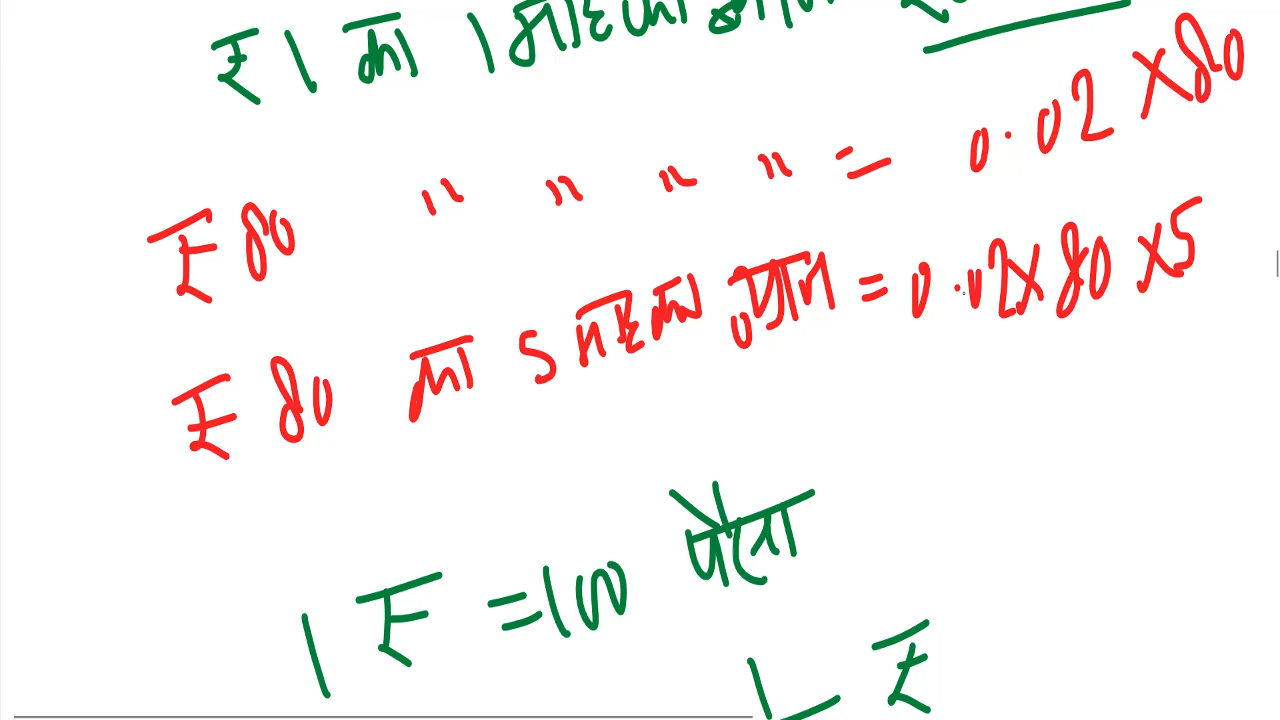 रु 1 मा 1 महिनाको
रु 80 " " " " = 0.02 × 80
रु 80 मा 5 महिनाको ब्याज = 0.02 × 80 × 5
1 रु = 100 पैसा
1 रु